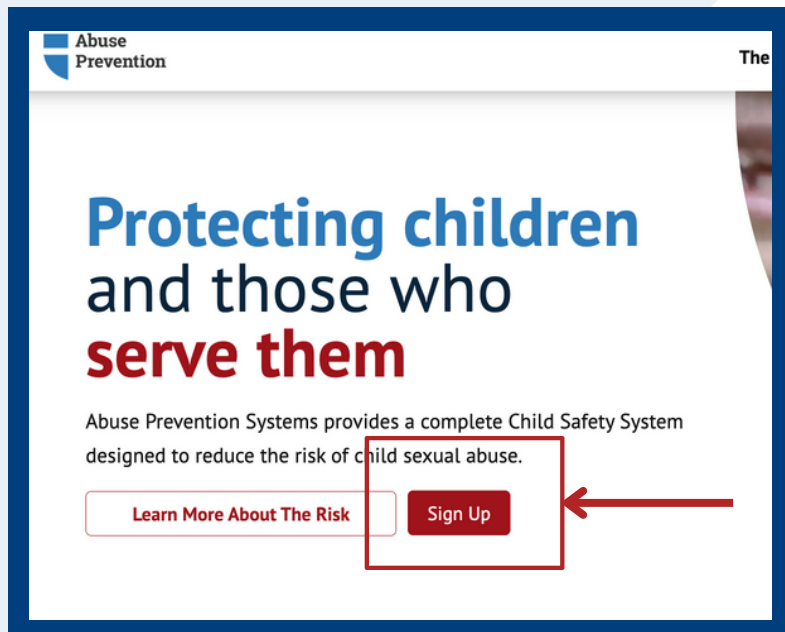 Abuse
Prevention
The
Protecting children
and those who
serve them
Abuse Prevention Systems provides a complete Child Safety System
designed to reduce the risk of child sexual abuse.
Learn More About The Risk
Sign Up